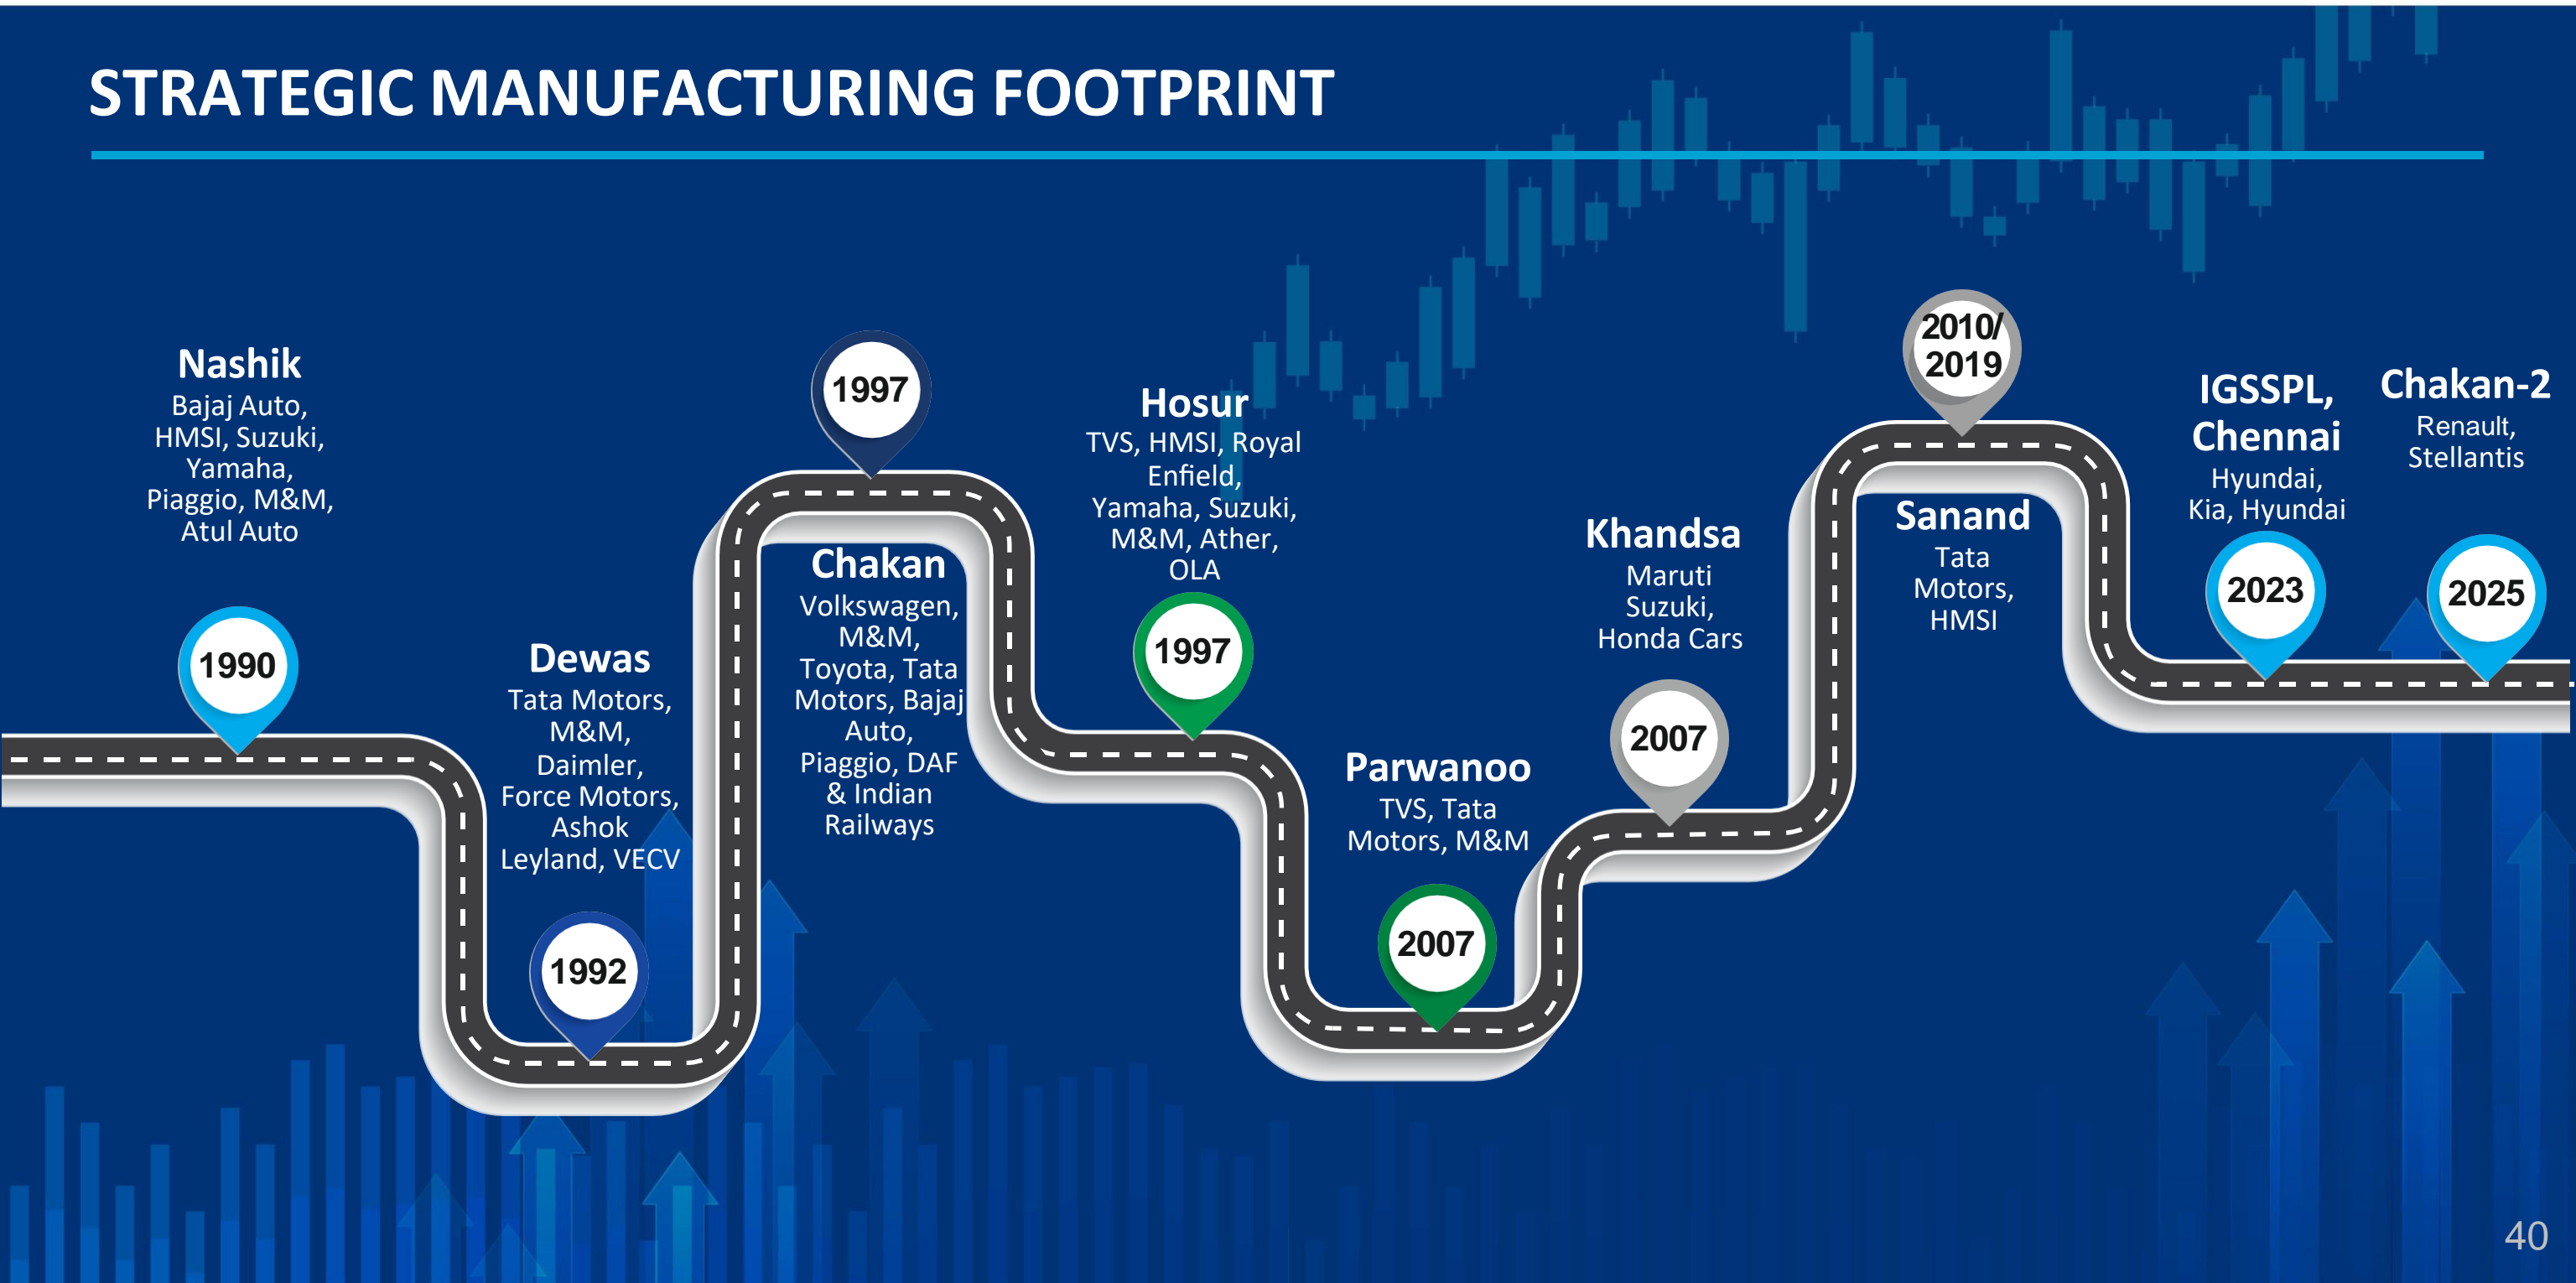 STRATEGIC MANUFACTURING FOOTPRINT
Nashik
Bajaj Auto,
HMSI, Suzuki,
Yamaha,
Piaggio, M&M,
Atul Auto
1990
Dewas
Tata Motors,
M&M,
Daimler,
Force Motors,
Ashok
Leyland, VECV
1992
1997
Chakan
Volkswagen,
M&M,
Toyota, Tata
Motors, Bajaj
Auto,
Piaggio, DAF
& Indian
Railways
Hosur
TVS, HMSI, Royal
Enfield,
Yamaha, Suzuki,
M&M, Ather,
OLA
1997
Parwanoo
TVS, Tata
Motors, M&M
2007
Khandsa
Maruti
Suzuki,
Honda Cars
2007
2010/
2019
Sanand
Tata
Motors,
HMSI
IGSSPL,
Chennai
Hyundai,
Kia, Hyundai
2023
Chakan-2
Renault,
Stellantis
2025
40